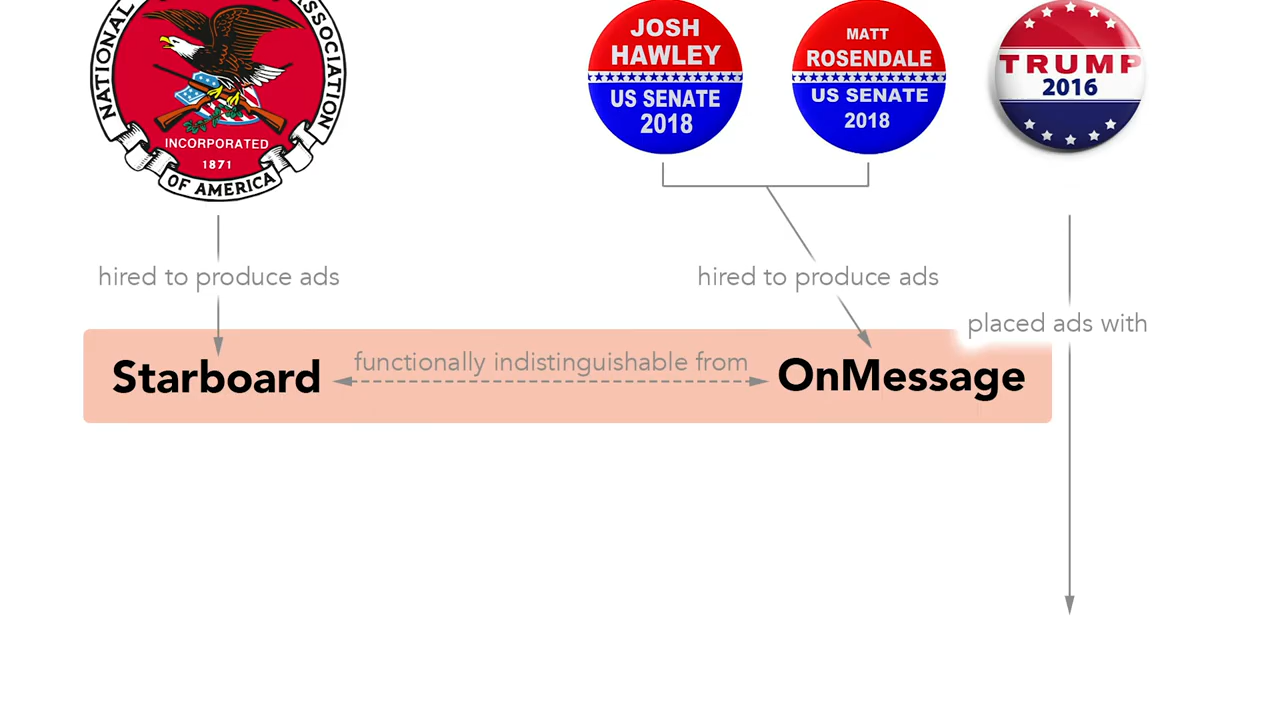 NATIONAL
ASSOCIATION
INCORPORATED
1871
OF AMERICA
JOSH
HAWLEY
US SENATE
2018
MATT
ROSENDALE
US SENATE
2018
TRUMP
2016
hired to produce ads
hired to produce ads
placed ads with
Starboard
functionally indistinguishable from
OnMessage